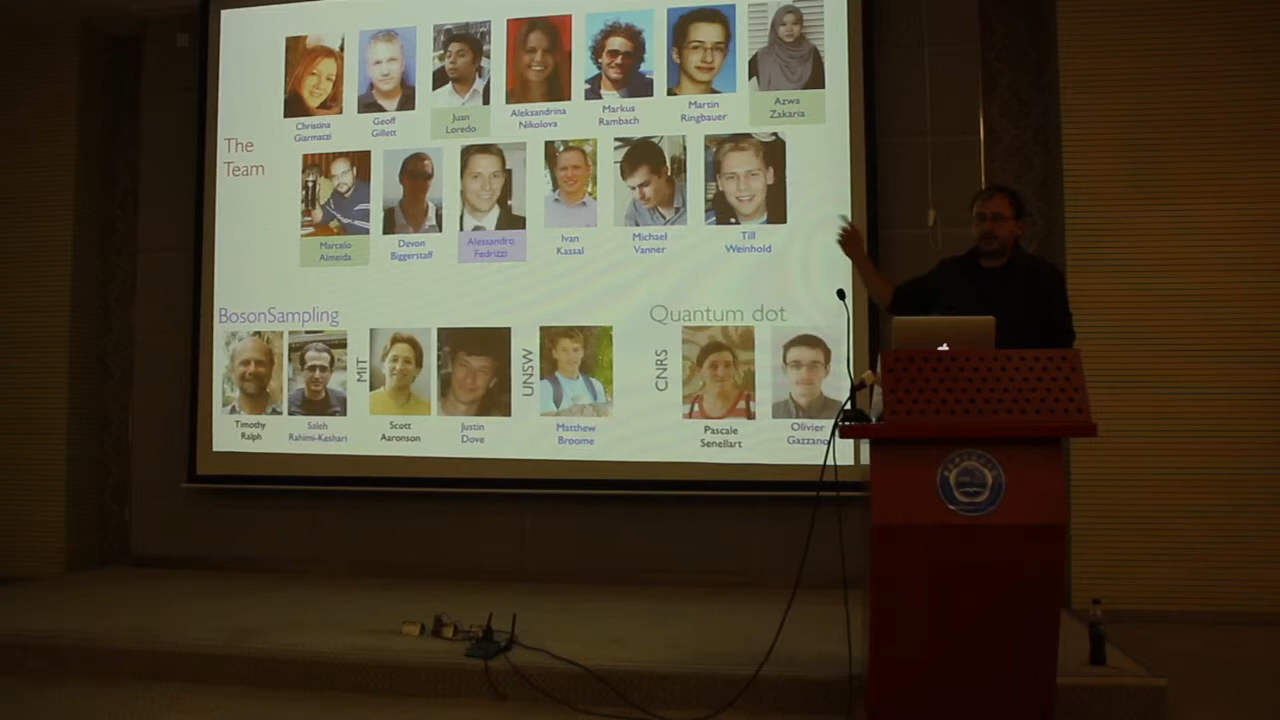 Christina
Giarmatzi
Geoff
Gillett
Juan
Loredo
Aleksandrina
Nikolova
Markus
Rambach
Martin
Ringbauer
Azwa
Zakaria
The
Team
Marcelo
Almeida
Devon
Biggerstaff
Alessandro
Fedrizzi
Ivan
Kassal
Michael
Vanner
Till
Weinhold
BosonSampling
Quantum dot
MIT
UNSW
CNRS
Timothy
Ralph
Saleh
Rahimi-Keshari
Scott
Aaronson
Justin
Dove
Matthew
Broome
Pascale
Senellart
Olivier
Gazzano